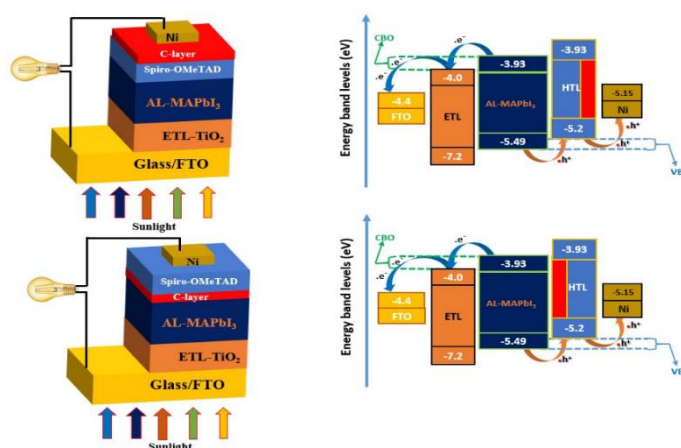 Ni
C-layer
Spiro-OMeTAD
AL-MAPbI3
ETL-TiO2
Glass/FTO
Sunlight
Energy band levels (eV)
CBO
.e-
.e-
-4.4
FTO
-4.0
ETL
-7.2
-3.93
AL-MAPbI3
-5.49
-3.93
HTL
-5.2
-5.15
Ni
.h+
.h+
Ni
Spiro-OMeTAD
C-layer
AL-MAPbI3
ETL-TiO2
Glass/FTO
Sunlight
Energy band levels (eV)
CBO
.e-
.e-
-4.4
FTO
-4.0
ETL
-7.2
-3.93
AL-MAPbI3
-5.49
-3.93
HTL
-5.2
-5.15
Ni
.h+
.h+